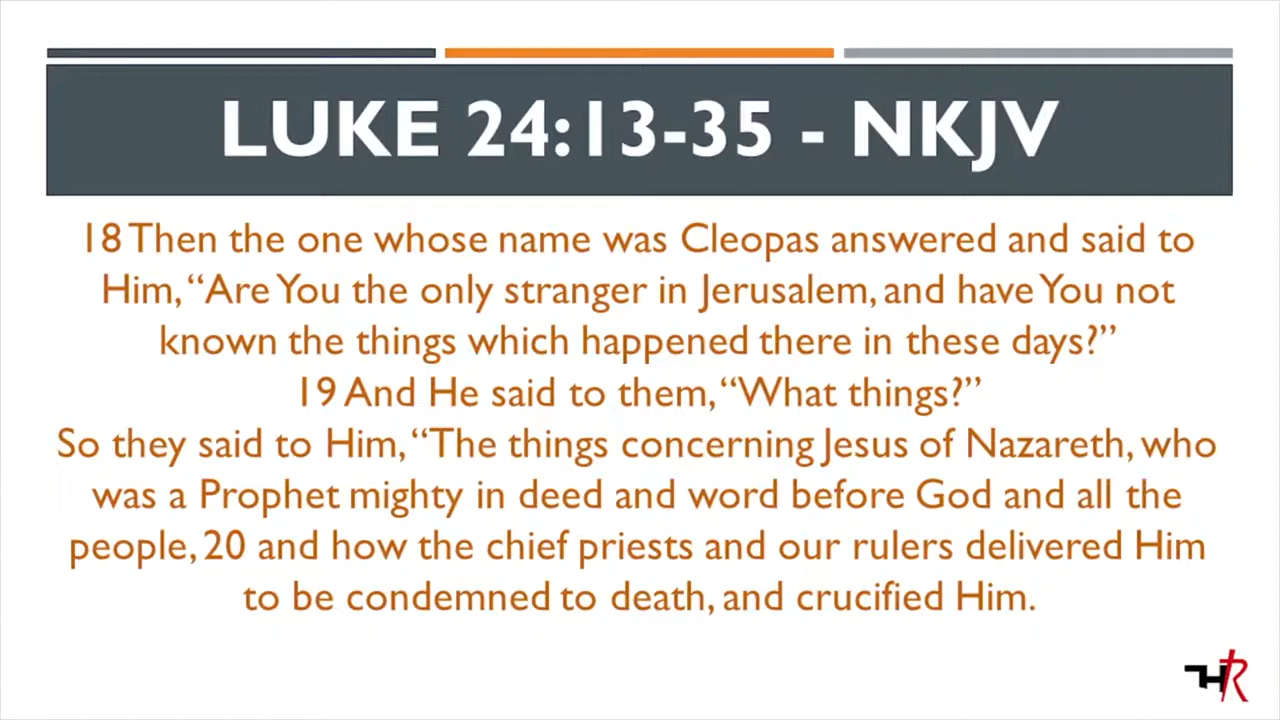 LUKE 24:13-35 - NKJV
18 Then the one whose name was Cleopas answered and said to
Him, “Are You the only stranger in Jerusalem, and have You not
known the things which happened there in these days?”
19 And He said to them, “What things?”
So they said to Him, “The things concerning Jesus of Nazareth, who
was a Prophet mighty in deed and word before God and all the
people, 20 and how the chief priests and our rulers delivered Him
to be condemned to death, and crucified Him.
HR